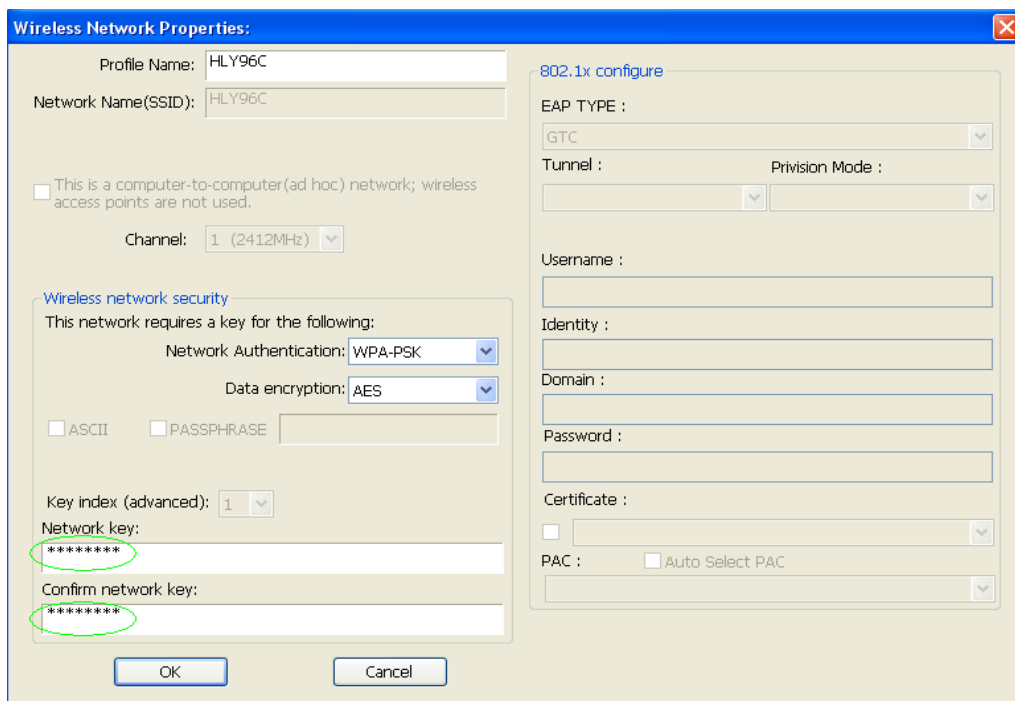 Wireless Network Properties:
Profile Name: HLY96C
Network Name(SSID): HLY96C
This is a computer-to-computer(ad hoc) network; wireless
access points are not used.
Channel: 1 (2412MHz)
Wireless network security
This network requires a key for the following:
Network Authentication: WPA-PSK
Data encryption: AES
ASCII PASSPHRASE
Key index (advanced): 1
Network key:
********
Confirm network key:
********
OK Cancel
802.1x configure
EAP TYPE :
GTC
Tunnel : Privision Mode :
Username :
Identity :
Domain :
Password :
Certificate :
PAC : Auto Select PAC